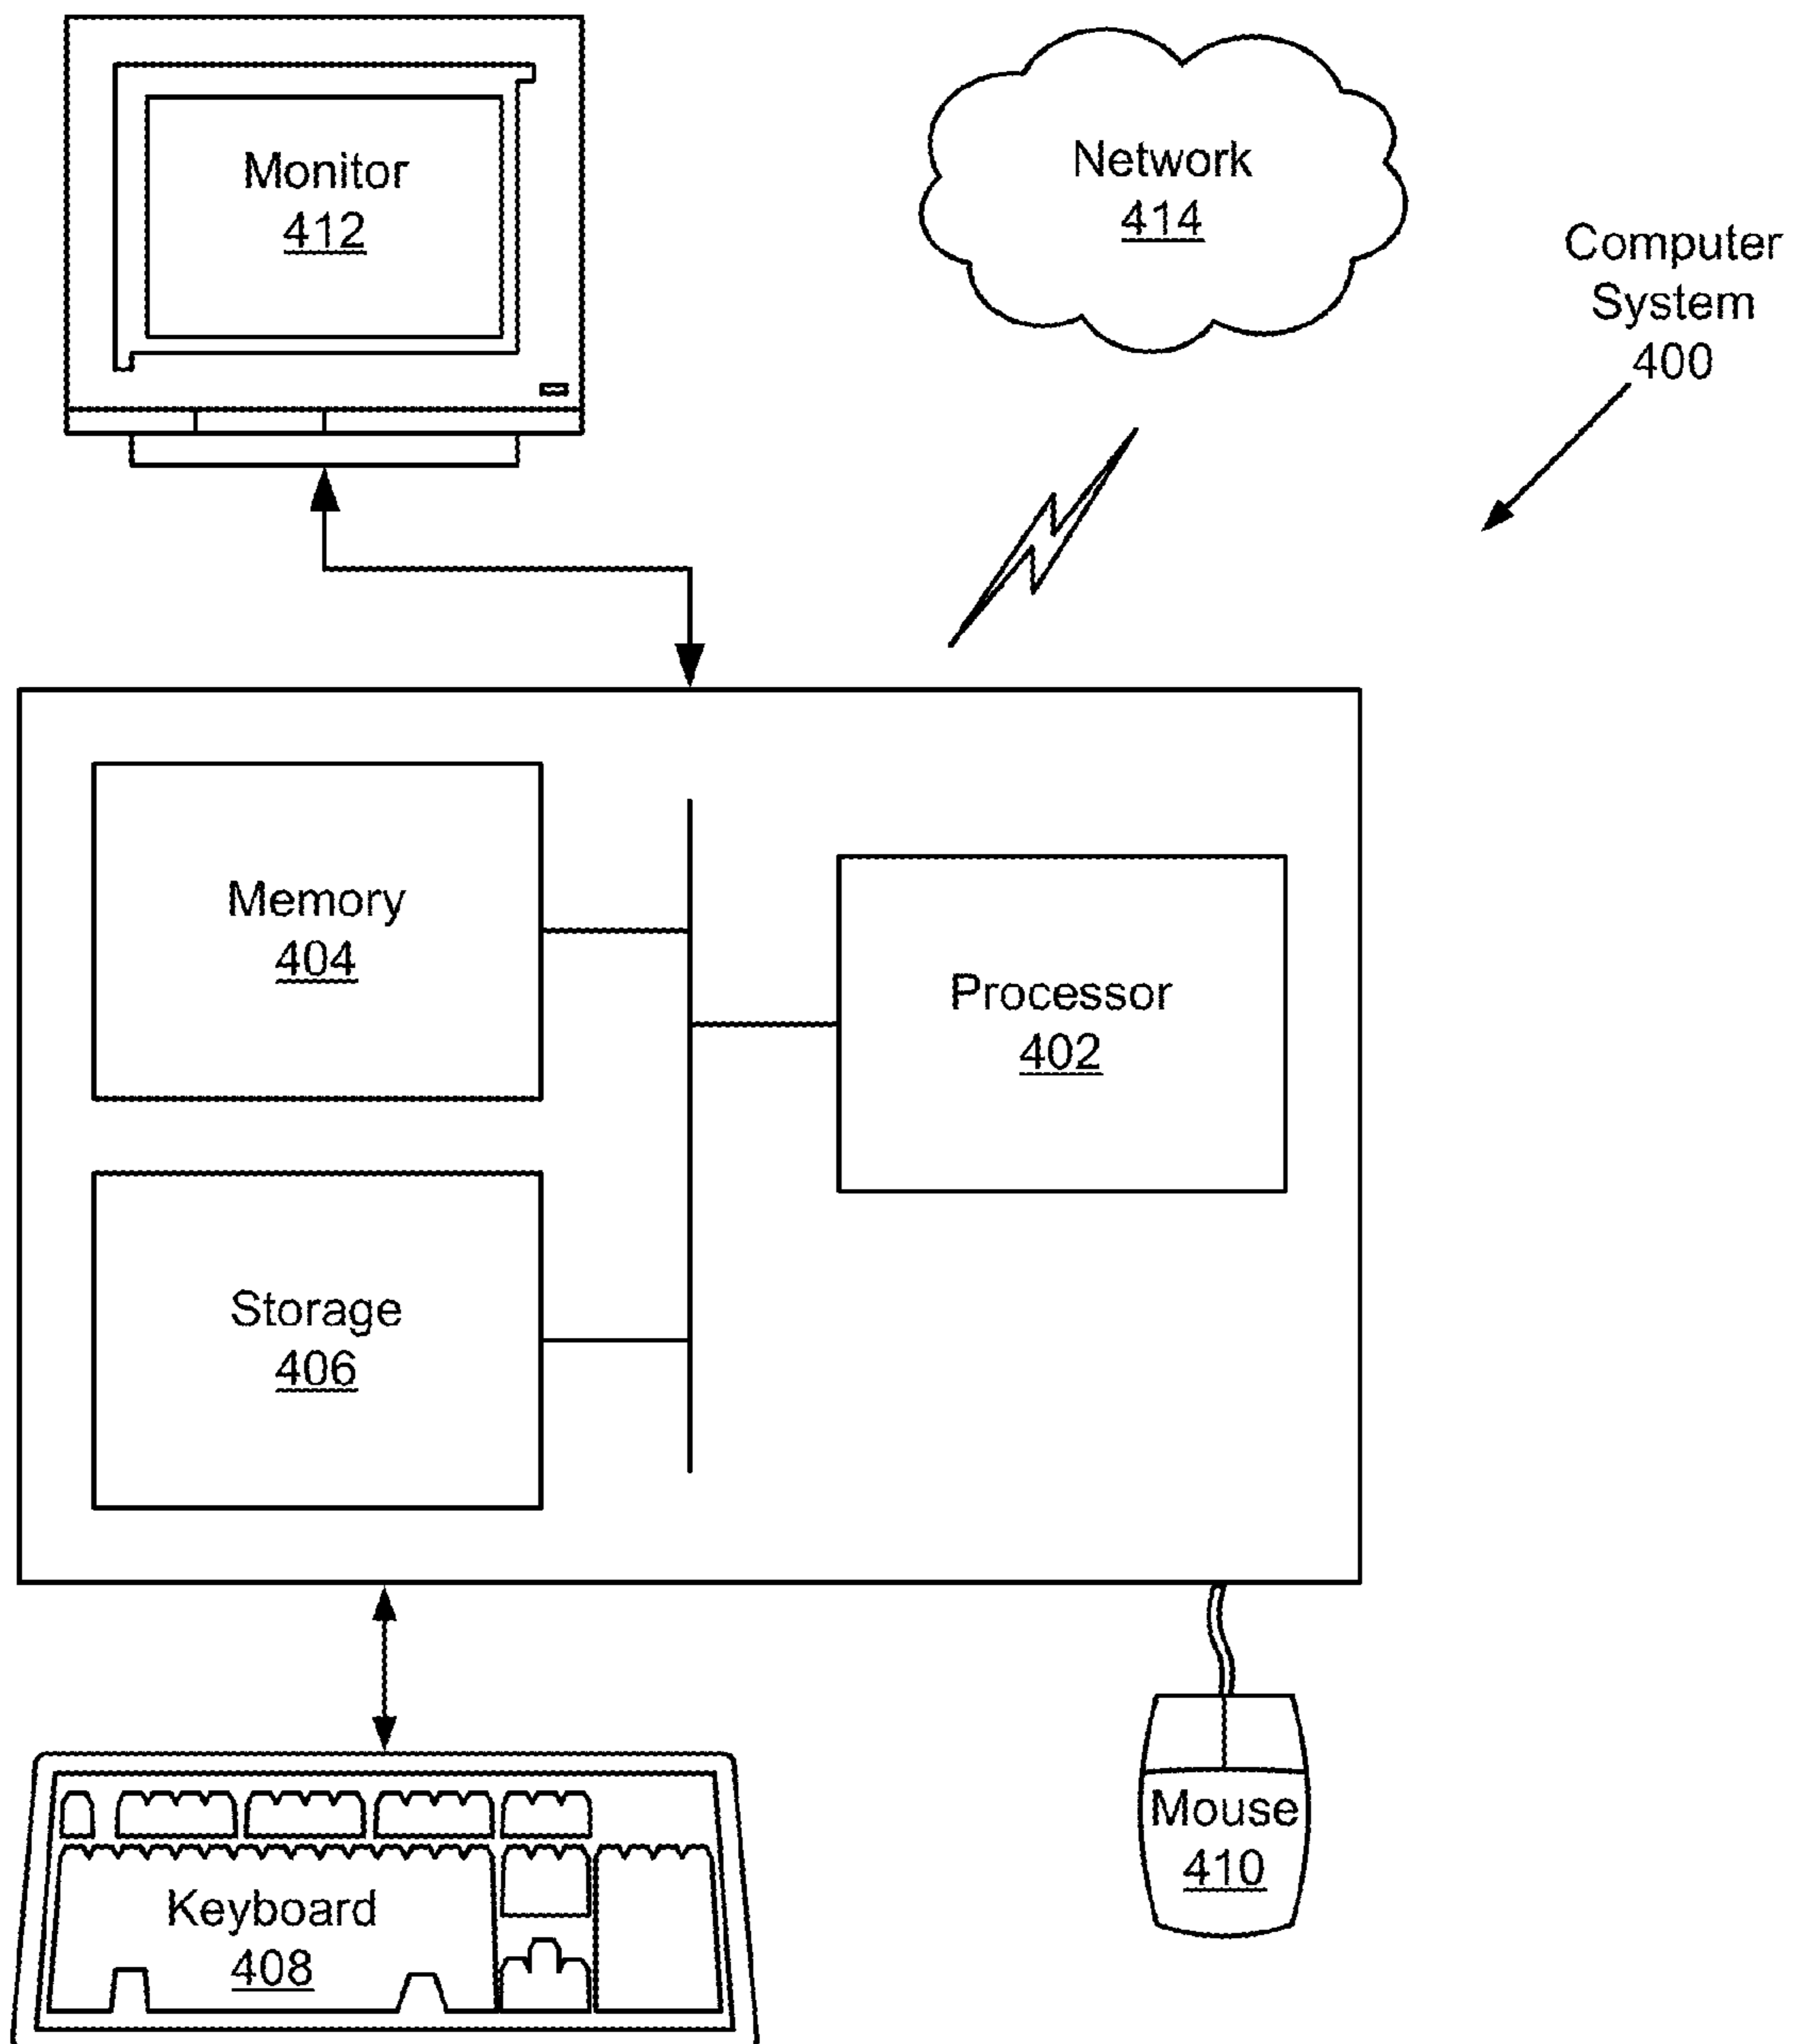 Monitor
412
Network
414
Computer
System
400
Memory
404
Processor
402
Storage
406
Mouse
410
Keyboard
408